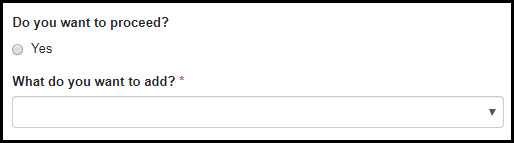 Do you want to proceed?
Yes
What do you want to add? *